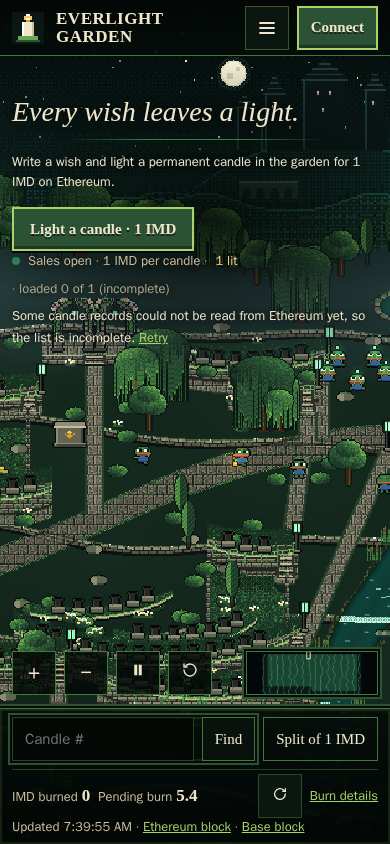 EVERLIGHT
GARDEN
Connect
Every wish leaves a light.
Write a wish and light a permanent candle in the garden for 1
IMD on Ethereum.
Light a candle · 1 IMD
Sales open · 1 IMD per candle · 1 lit
· loaded 0 of 1 (incomplete)
Some candle records could not be read from Ethereum yet, so
the list is incomplete. Retry
Candle #
Find
Split of 1 IMD
IMD burned 0 Pending burn 5.4
Burn details
Updated 7:39:55 AM · Ethereum block · Base block